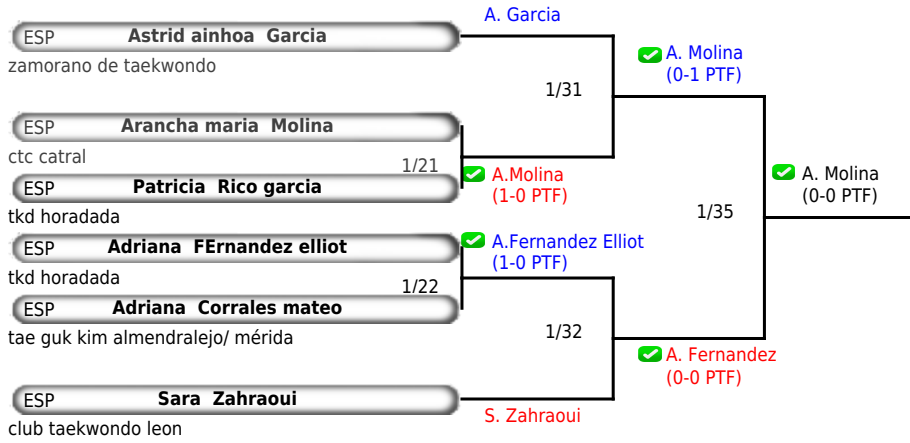 A. Garcia
ESP Astrid ainhoa Garcia
zamorano de taekwondo
A. Molina
(0-1 PTF)
1/31
ESP Arancha maria Molina
ctc catral
1/21
A.Molina
(1-0 PTF)
ESP Patricia Rico garcia
tkd horadada
A. Molina
(0-0 PTF)
1/35
ESP Adriana FErnandez elliot
tkd horadada
A.Fernandez Elliot
(1-0 PTF)
1/22
ESP Adriana Corrales mateo
tae guk kim almendralejo/ mérida
1/32
A. Fernandez
(0-0 PTF)
ESP Sara Zahraoui
club taekwondo leon
S. Zahraoui